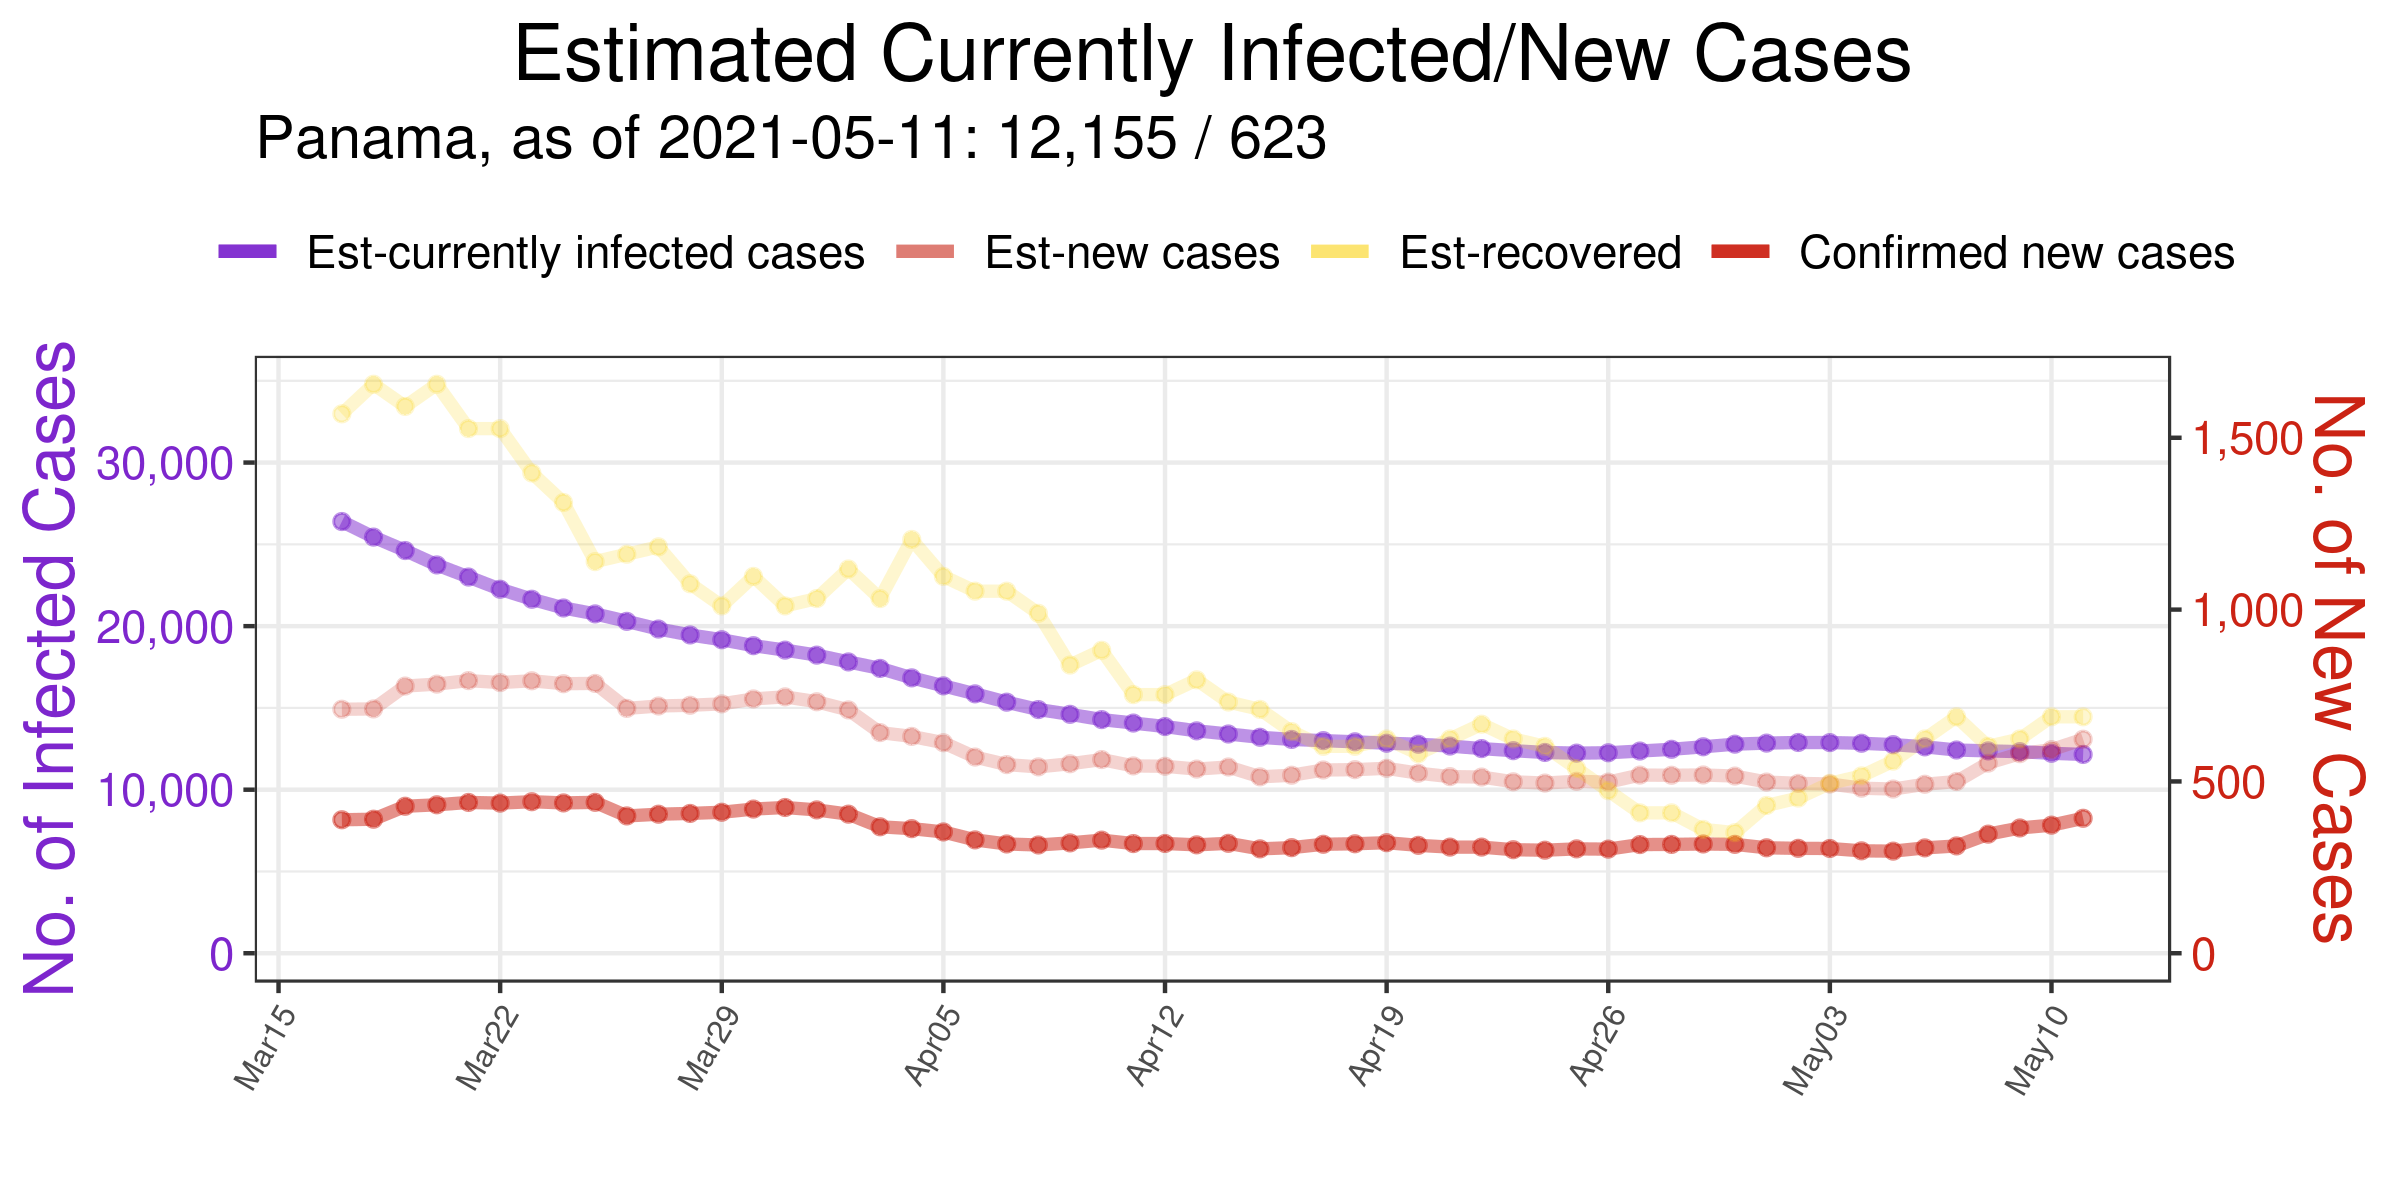 Estimated Currently Infected/New Cases
Panama, as of 2021-05-11: 12,155 / 623
Est-currently infected cases Est-new cases Est-recovered Confirmed new cases
No. of Infected Cases
30,000
20,000
10,000
0
1,500
1,000
500
0
No. of New Cases
Mar15 Mar22 Mar29 Apr05 Apr12 Apr19 Apr26 May03 May10